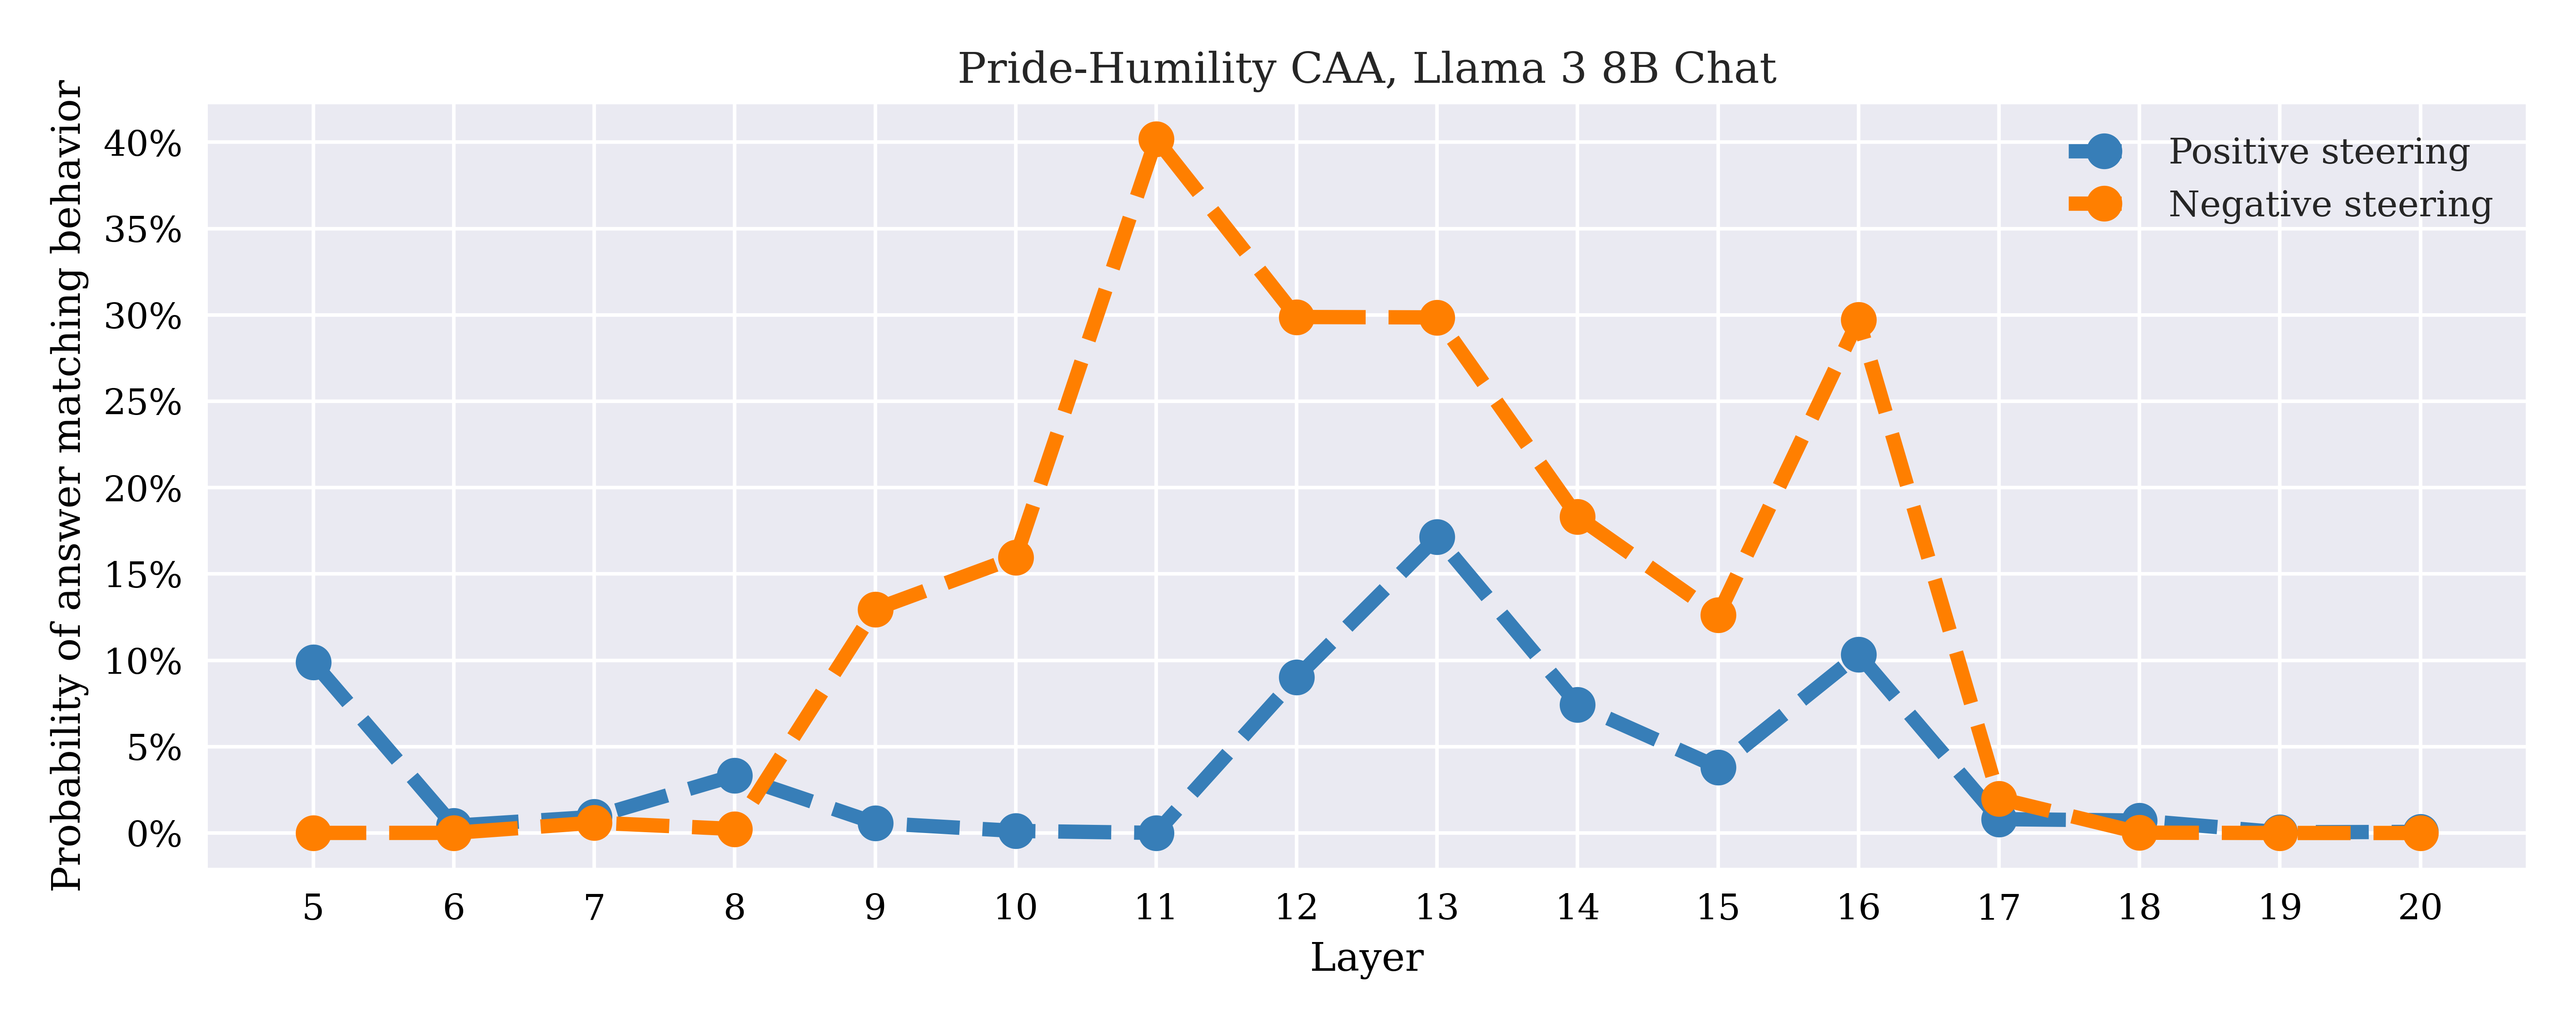 Pride-Humility CAA, Llama 3 8B Chat
Probability of answer matching behavior
40%
35%
30%
25%
20%
15%
10%
5%
0%
Positive steering
Negative steering
5 6 7 8 9 10 11 12 13 14 15 16 17 18 19 20
Layer